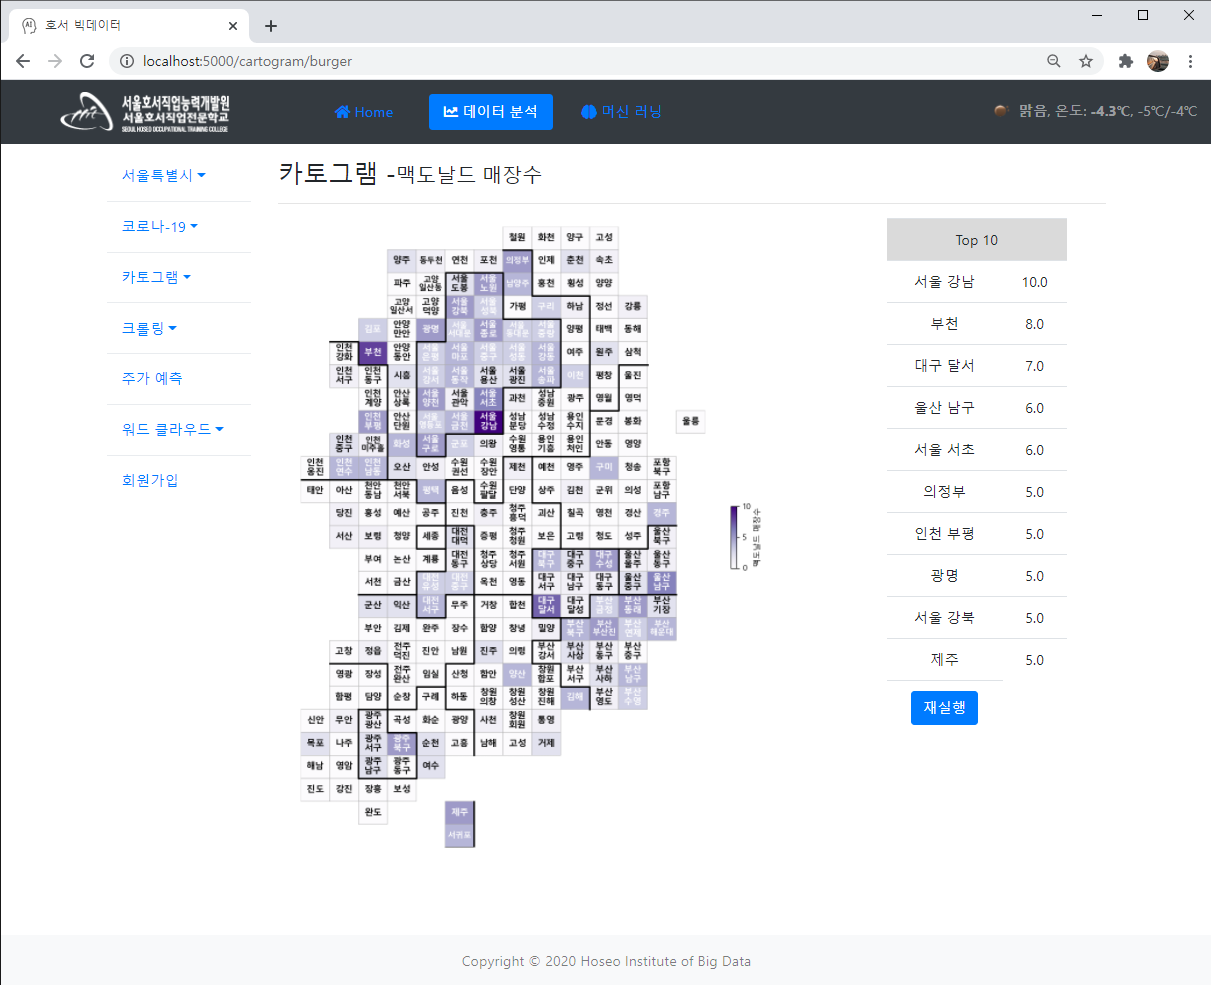 호서 빅데이터
localhost:5000/cartogram/burger
서울호서직업능력개발원
서울호서직업전문학교
SEOUL HOSEO OCCUPATIONAL TRAINING COLLEGE
Home
데이터 분석
머신 러닝
맑음, 온도: -4.3℃, -5℃/-4℃
서울특별시
코로나-19
카토그램
크롤링
주가 예측
워드 클라우드
회원가입
카토그램 -맥도날드 매장수
철원 화천 양구 고성
양주 동두천 연천 포천 의정부 인제 춘천 속초
파주 고양 일산동 서울 도봉 서울 노원 남양주 홍천 횡성 양양
고양 일산서 고양 덕양 서울 강북 서울 성북 가평 구리 하남 정선 강릉
김포 안양 만안 광명 서울 서대문 서울 종로 서울 동대문 서울 중랑 양평 태백 동해
인천 강화 부천 안양 동안 서울 은평 서울 마포 서울 중구 서울 성동 서울 강동 여주 원주 삼척
인천 서구 인천 동구 시흥 서울 강서 서울 동작 서울 용산 서울 광진 서울 송파 이천 평창 울진
인천 계양 안산 상록 서울 양천 서울 관악 서울 서초 과천 성남 중원 광주 영월 영덕
인천 부평 안산 단원 서울 영등포 서울 금천 서울 강남 성남 분당 성남 수정 용인 수지 문경 봉화 울릉
인천 중구 인천 미추홀 화성 서울 구로 군포 의왕 수원 영통 용인 기흥 용인 처인 안동 영양
인천 옹진 인천 연수 인천 남동 오산 안성 수원 권선 수원 장안 제천 예천 영주 구미 청송 포항 북구
태안 아산 천안 동남 천안 서북 평택 음성 수원 팔달 단양 상주 김천 군위 의성 포항 남구
당진 홍성 예산 공주 진천 충주 청주 흥덕 괴산 칠곡 영천 경산 경주
서산 보령 청양 세종 대전 대덕 증평 청주 청원 보은 고령 청도 성주 울산 북구
부여 논산 계룡 대전 동구 청주 상당 청주 서원 대구 북구 대구 중구 대구 수성 울산 울주 울산 동구
서천 금산 대전 유성 대전 중구 옥천 영동 대구 서구 대구 남구 대구 동구 울산 중구 울산 남구
군산 익산 대전 서구 무주 거창 합천 대구 달서 대구 달성 부산 금정 부산 동래 부산 기장
부안 김제 완주 장수 함양 창녕 밀양 부산 북구 부산 부산진 부산 연제 부산 해운대
고창 정읍 전주 덕진 진안 남원 진주 의령 부산 강서 부산 사상 부산 동구 부산 중구
영광 장성 전주 완산 임실 산청 함안 양산 창원 합포 부산 서구 부산 사하 부산 남구
함평 담양 순창 구례 하동 창원 의창 창원 성산 창원 진해 김해 부산 영도 부산 수영
신안 무안 광주 광산 곡성 화순 광양 사천 창원 회원 통영
목포 나주 광주 서구 광주 북구 순천 고흥 남해 고성 거제
해남 영암 광주 남구 광주 동구 여수
진도 강진 장흥 보성
완도 제주
서귀포
10
5
0
맥도날드 매장수
Top 10
서울 강남 10.0
부천 8.0
대구 달서 7.0
울산 남구 6.0
서울 서초 6.0
의정부 5.0
인천 부평 5.0
광명 5.0
서울 강북 5.0
제주 5.0
재실행
Copyright © 2020 Hoseo Institute of Big Data